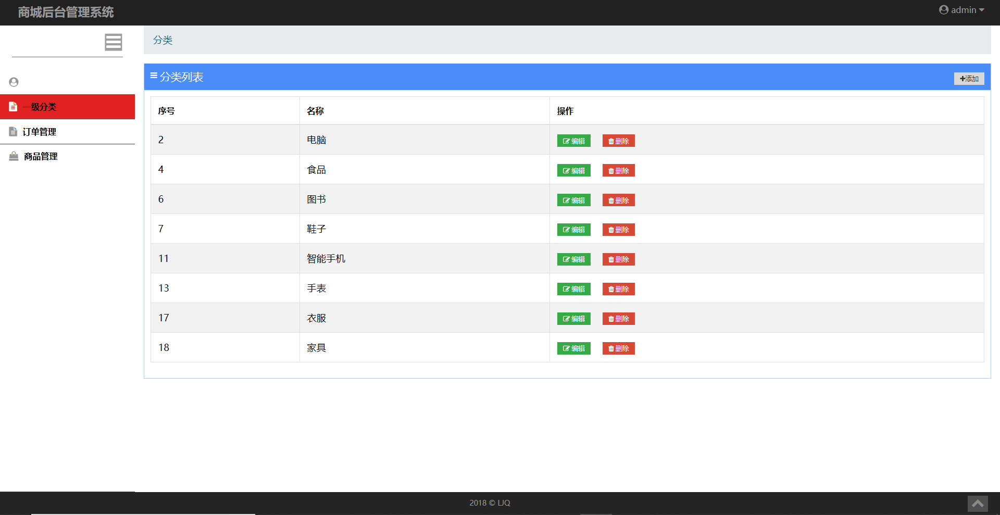 商城后台管理系统
admin
分类
分类列表
添加
一级分类
订单管理
商品管理
序号 名称 操作
2 电脑 编辑 删除
4 食品 编辑 删除
6 图书 编辑 删除
7 鞋子 编辑 删除
11 智能手机 编辑 删除
13 手表 编辑 删除
17 衣服 编辑 删除
18 家具 编辑 删除
2018 © LJQ